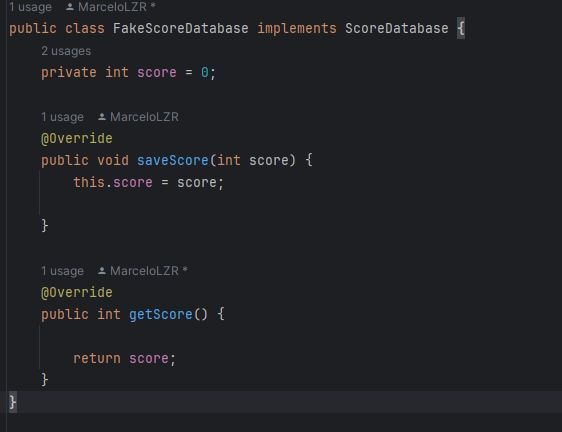 1 usage MarceloLZR *
public class FakeScoreDatabase implements ScoreDatabase {
2 usages
private int score = 0;
1 usage MarceloLZR
@Override
public void saveScore(int score) {
this.score = score;
}
1 usage MarceloLZR *
@Override
public int getScore() {
return score;
}
}